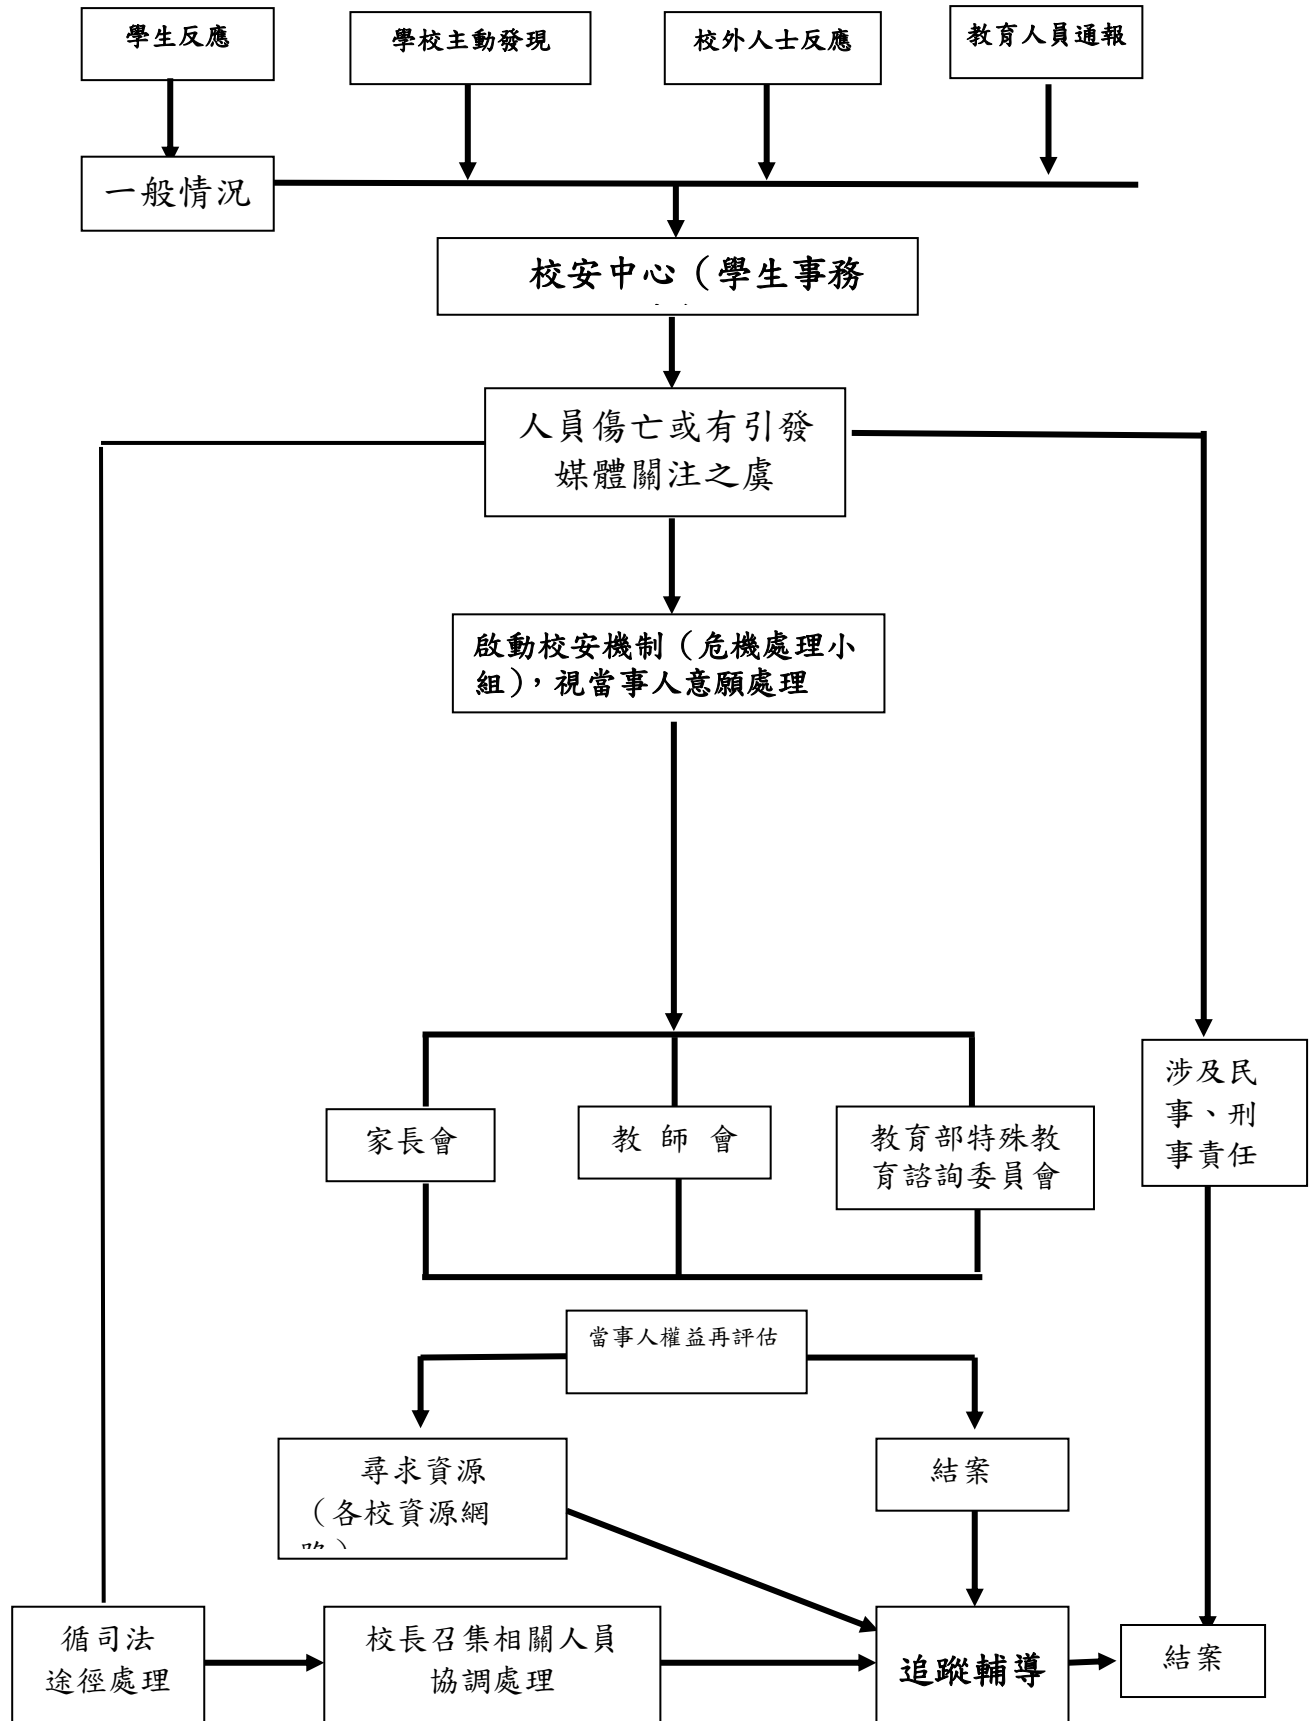 學生反應
學校主動發現
校外人士反應
教育人員通報
一般情況
校安中心（學生事務
人員傷亡或有引發
媒體關注之虞
啟動校安機制（危機處理小
組），視當事人意願處理
家長會
教 師 會
教育部特殊教
育諮詢委員會
涉及民
事、刑
事責任
當事人權益再評估
尋求資源
（各校資源網
結案
循司法
途徑處理
校長召集相關人員
協調處理
追蹤輔導
結案